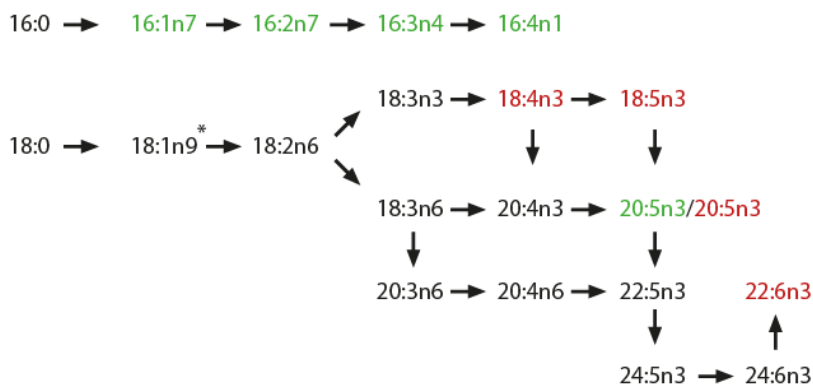 16:0 16:1n7 16:2n7 16:3n4 16:4n1
18:3n3 18:4n3 18:5n3
18:0 18:1n9* 18:2n6
18:3n6 20:4n3 20:5n3/20:5n3
20:3n6 20:4n6 22:5n3 22:6n3
24:5n3 24:6n3